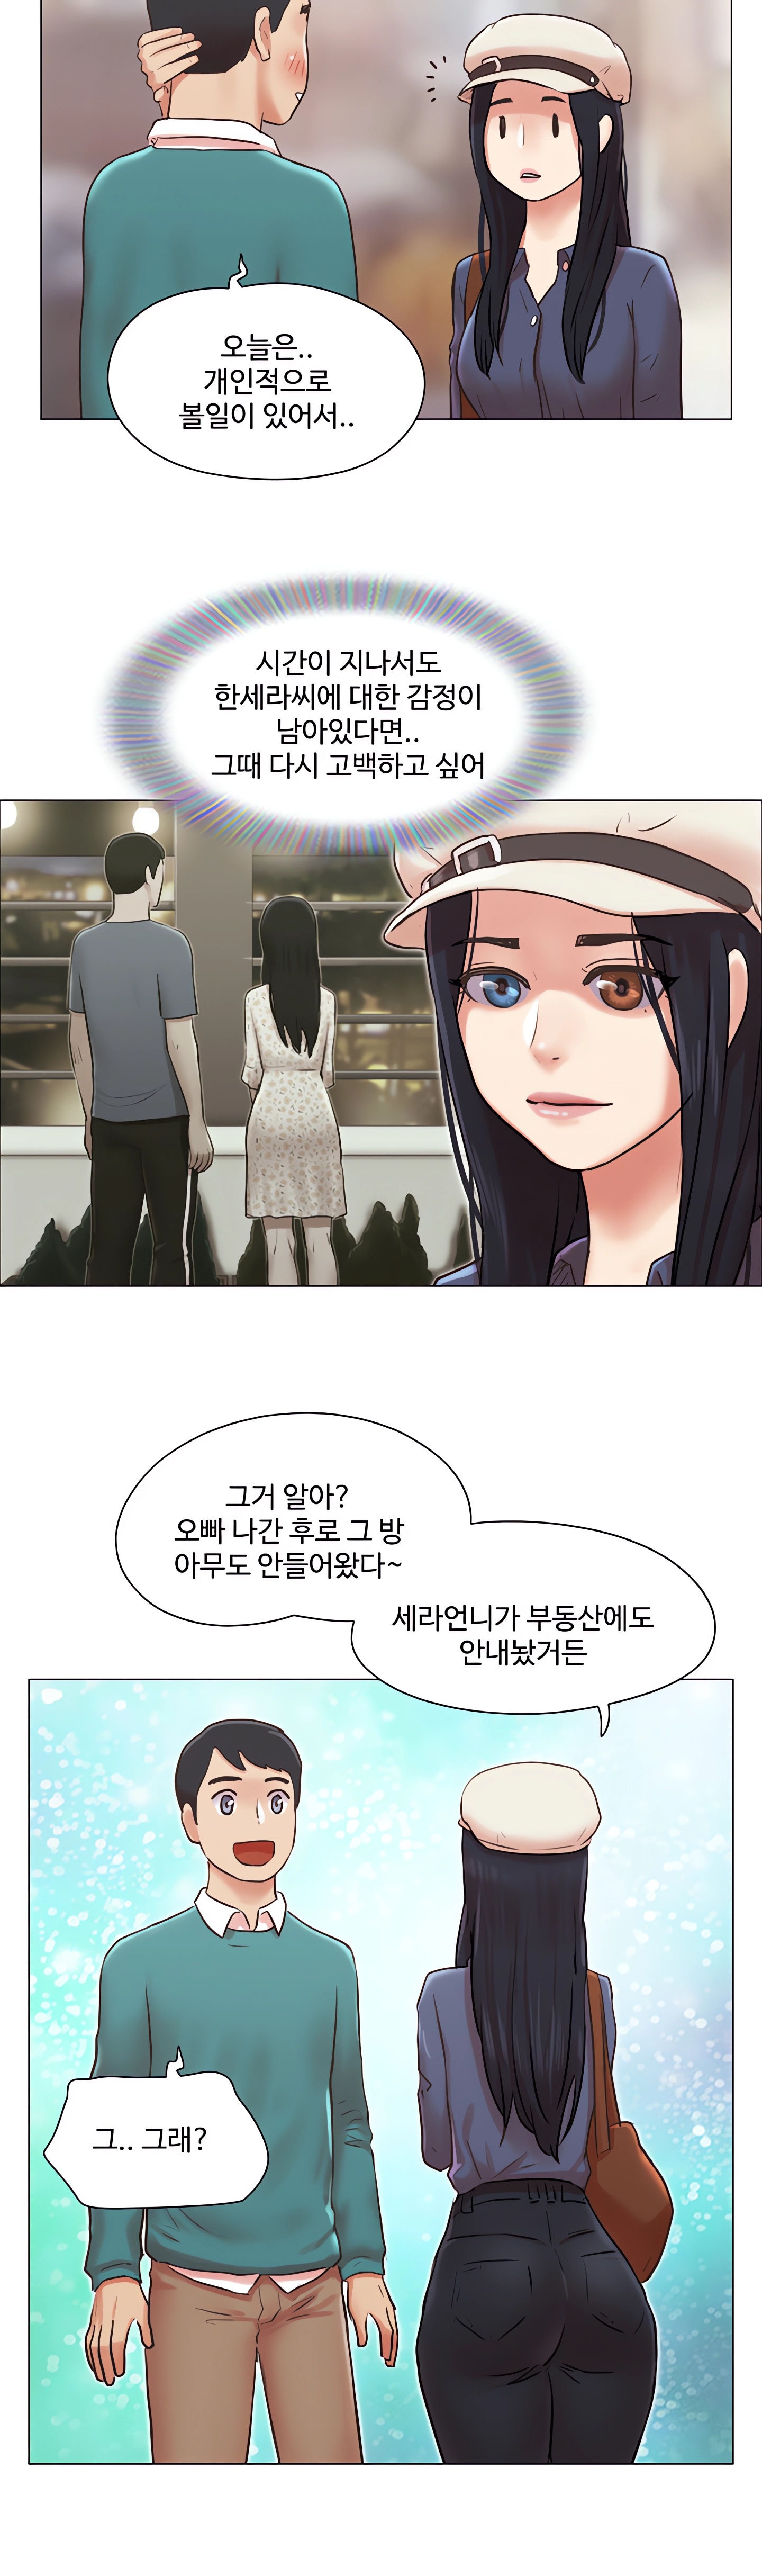 오늘은..
개인적으로
볼일이 있어서..
시간이 지나서도
한세라씨에 대한 감정이
남아있다면..
그때 다시 고백하고 싶어
그거 알아?
오빠 나간 후로 그 방
아무도 안들어왔다~
세라언니가 부동산에도
안내놨거든
그.. 그래?